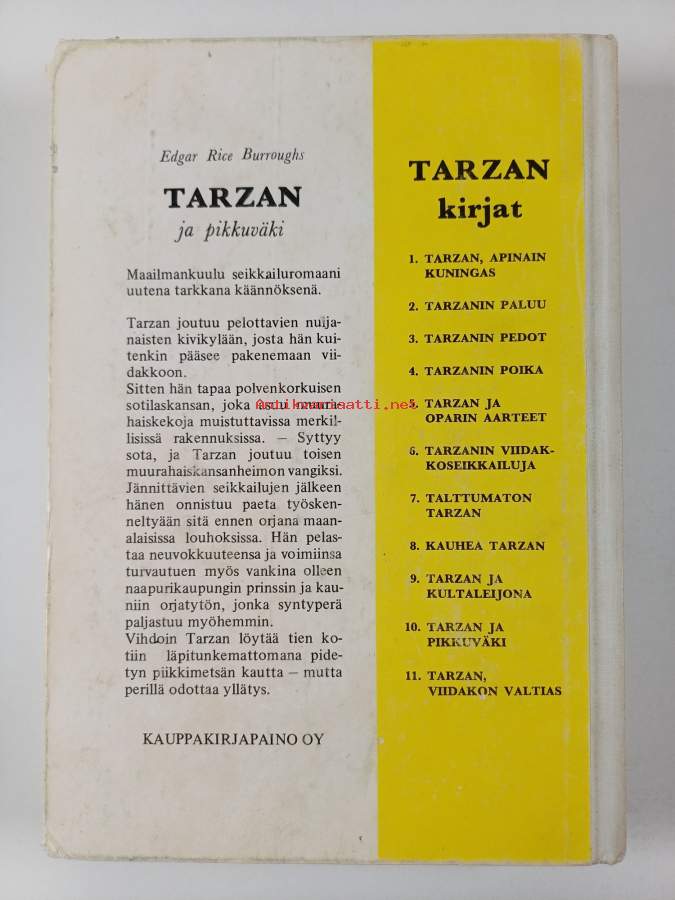 Edgar Rice Burroughs
TARZAN
ja pikkuväki
Maailmankuulu seikkailuromaani
uutena tarkkana käännöksenä.
Tarzan joutuu pelottavien nuija-
naisten kivikylään, josta hän kui-
tenkin pääsee pakenemaan vii-
dakkoon.
Sitten hän tapaa polvenkorkuisen
sotilaskansan, joka asuu muura-
haiskekoja muistuttavissa merkil-
lisissä rakennuksissa. – Syttyy
sota, ja Tarzan joutuu toisen
muurahaiskansanheimon vangiksi.
Jännittävien seikkailujen jälkeen
hänen onnistuu paeta työsken-
neltyään sitä ennen orjana maan-
alaisissa louhoksissa. Hän pelas-
taa neuvokkuuteensa ja voimiinsa
turvautuen myös vankina olleen
naapurikaupungin prinssin ja kau-
niin orjatytön, jonka syntyperä
paljastuu myöhemmin.
Vihdoin Tarzan löytää tien ko-
tiin läpitunkemattomana pide-
tyn piikkimetsän kautta – mutta
perillä odottaa yllätys.
KAUPPAKIRJAPAINO OY
TARZAN
kirjat
1. TARZAN, APINAIN
KUNINGAS
2. TARZANIN PALUU
3. TARZANIN PEDOT
4. TARZANIN POIKA
5. TARZAN JA
OPARIN AARTEET
6. TARZANIN VIIDAK-
KOSEIKKAILUJA
7. TALTTUMATON
TARZAN
8. KAUHEA TARZAN
9. TARZAN JA
KULTALEIJONA
10. TARZAN JA
PIKKUVÄKI
11. TARZAN,
VIIDAKON VALTIAS
Antikvariaatti.net